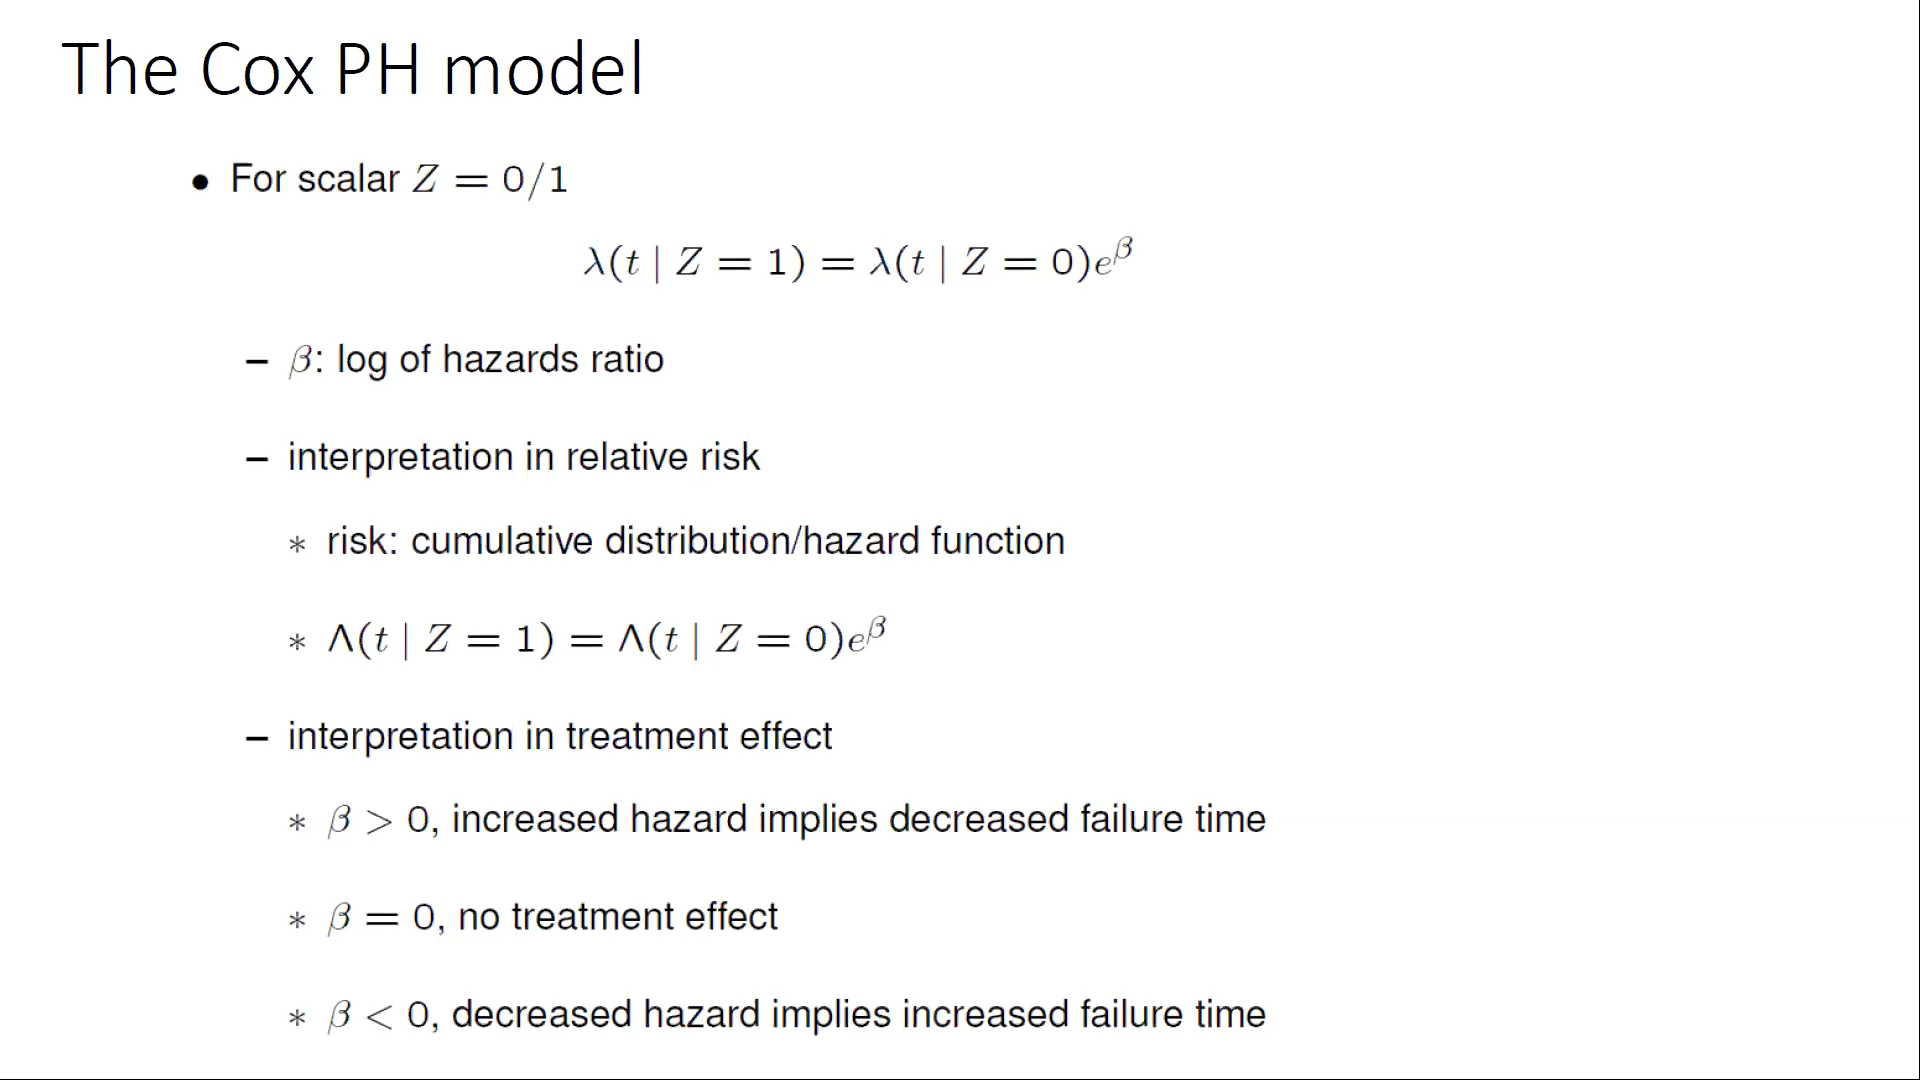 The Cox PH model
• For scalar Z = 0/1
λ(t | Z = 1) = λ(t | Z = 0)e^β
– β: log of hazards ratio
– interpretation in relative risk
* risk: cumulative distribution/hazard function
* Λ(t | Z = 1) = Λ(t | Z = 0)e^β
– interpretation in treatment effect
* β > 0, increased hazard implies decreased failure time
* β = 0, no treatment effect
* β < 0, decreased hazard implies increased failure time